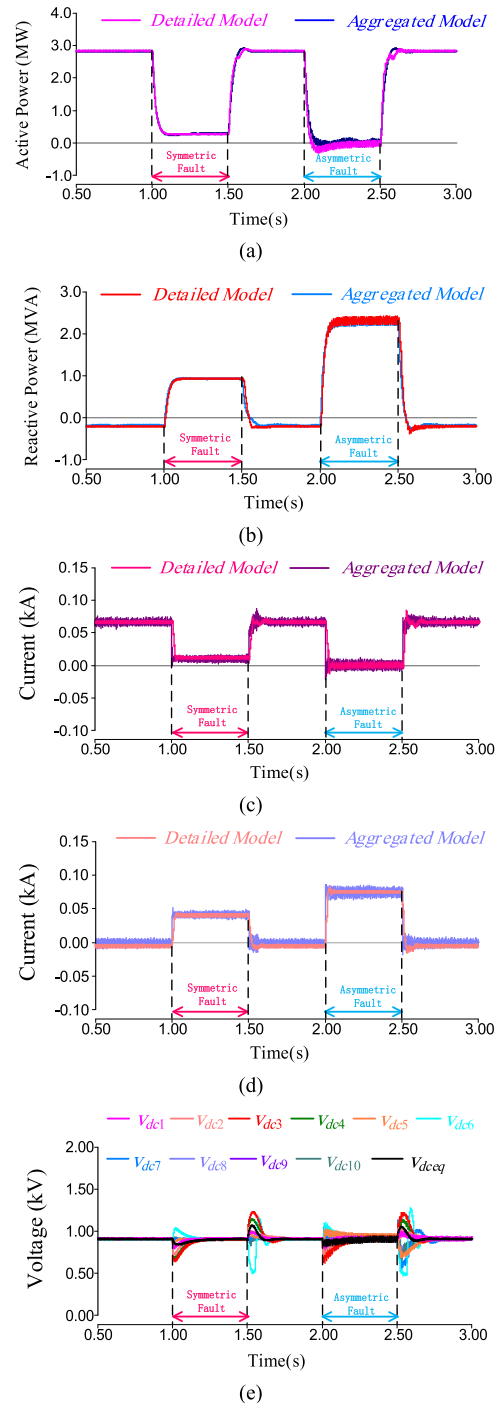 Detailed Model Aggregated Model
Active Power (MW)
4.0
3.0
2.0
1.0
0.0
-1.0
Symmetric Fault
Asymmetric Fault
0.50 1.00 1.50 2.00 2.50 3.00
Time(s)
(a)
Detailed Model Aggregated Model
Reactive Power (MVA)
3.0
2.0
1.0
0.0
-1.0
Symmetric Fault
Asymmetric Fault
0.50 1.00 1.50 2.00 2.50 3.00
Time(s)
(b)
Detailed Model Aggregated Model
Current (kA)
0.15
0.10
0.05
0.00
-0.05
-0.10
Symmetric Fault
Asymmetric Fault
0.50 1.00 1.50 2.00 2.50 3.00
Time(s)
(c)
Detailed Model Aggregated Model
Current (kA)
0.15
0.10
0.05
0.00
-0.05
-0.10
Symmetric Fault
Asymmetric Fault
0.50 1.00 1.50 2.00 2.50 3.00
Time(s)
(d)
Vdc1 Vdc2 Vdc3 Vdc4 Vdc5 Vdc6
Vdc7 Vdc8 Vdc9 Vdc10 Vdceq
Voltage (kV)
2.00
1.50
1.00
0.50
0.00
Symmetric Fault
Asymmetric Fault
0.50 1.00 1.50 2.00 2.50 3.00
Time(s)
(e)